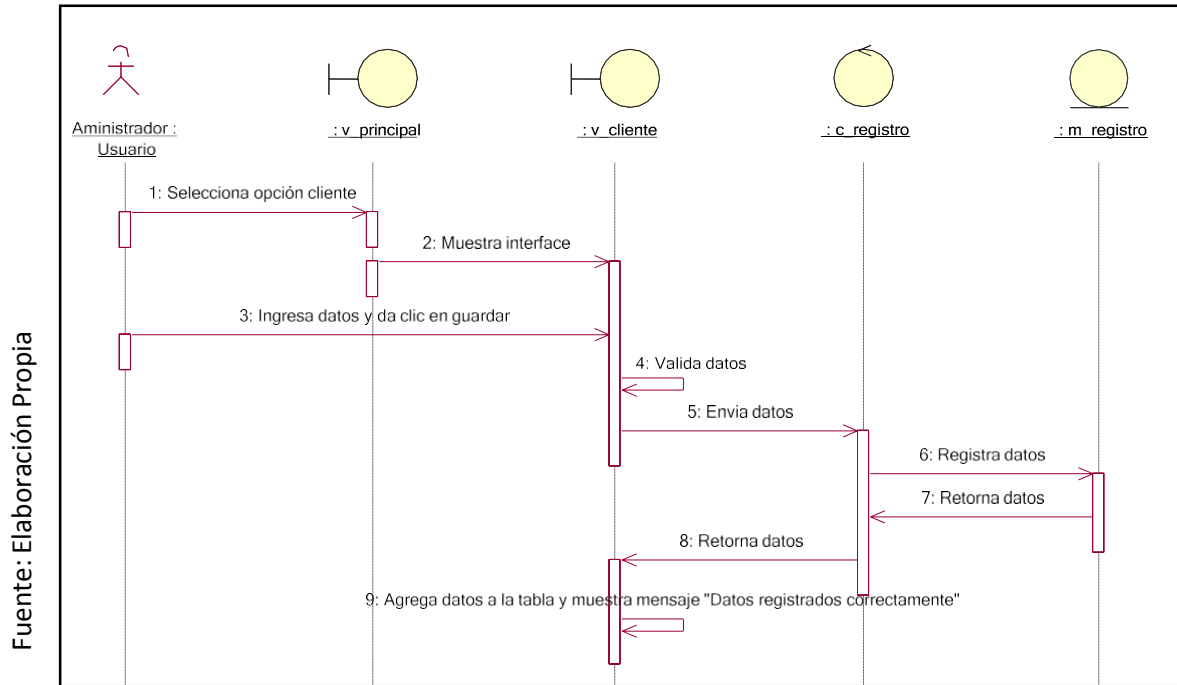 Aministrador :
Usuario
: v_principal
: v_cliente
: c_registro
: m_registro
1: Selecciona opción cliente
2: Muestra interface
3: Ingresa datos y da clic en guardar
4: Valida datos
5: Envia datos
6: Registra datos
7: Retorna datos
8: Retorna datos
9: Agrega datos a la tabla y muestra mensaje "Datos registrados correctamente"
Fuente: Elaboración Propia